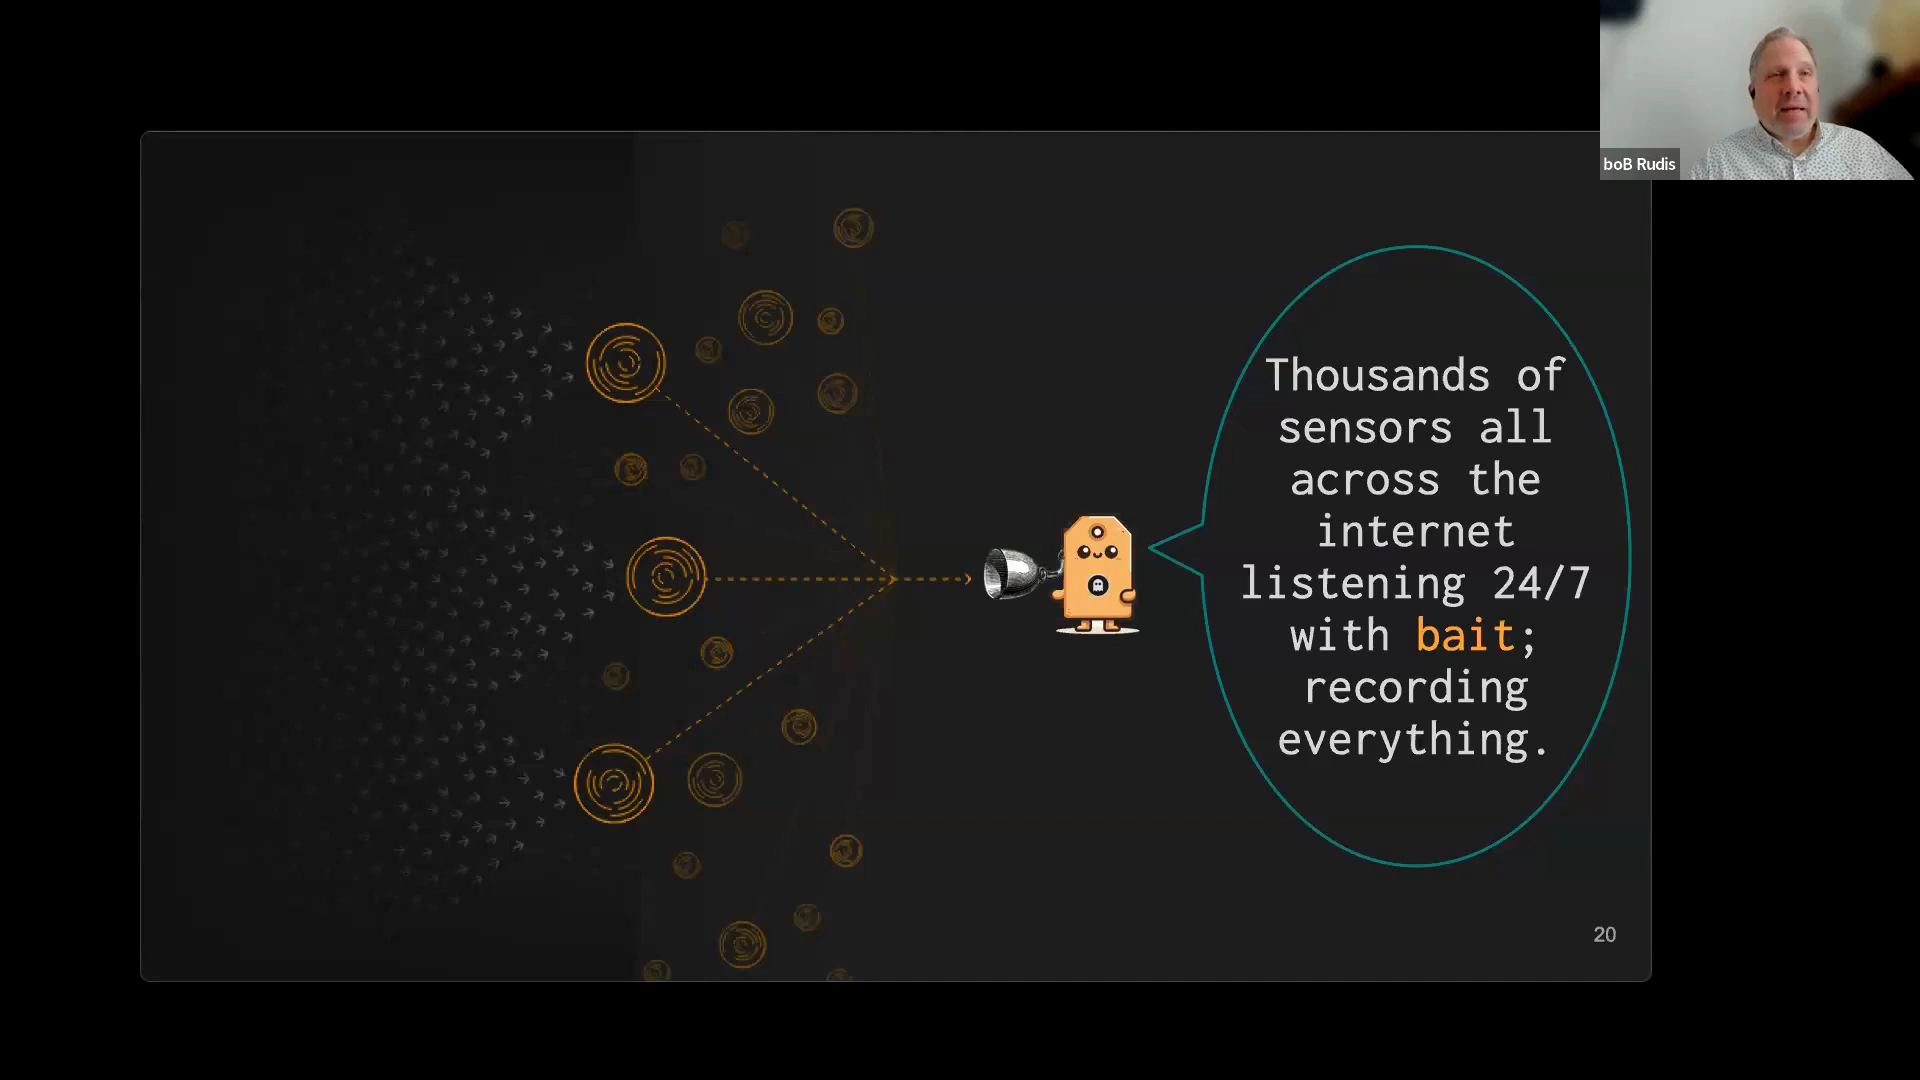 boB Rudis
Thousands of
sensors all
across the
internet
listening 24/7
with bait;
recording
everything.
20